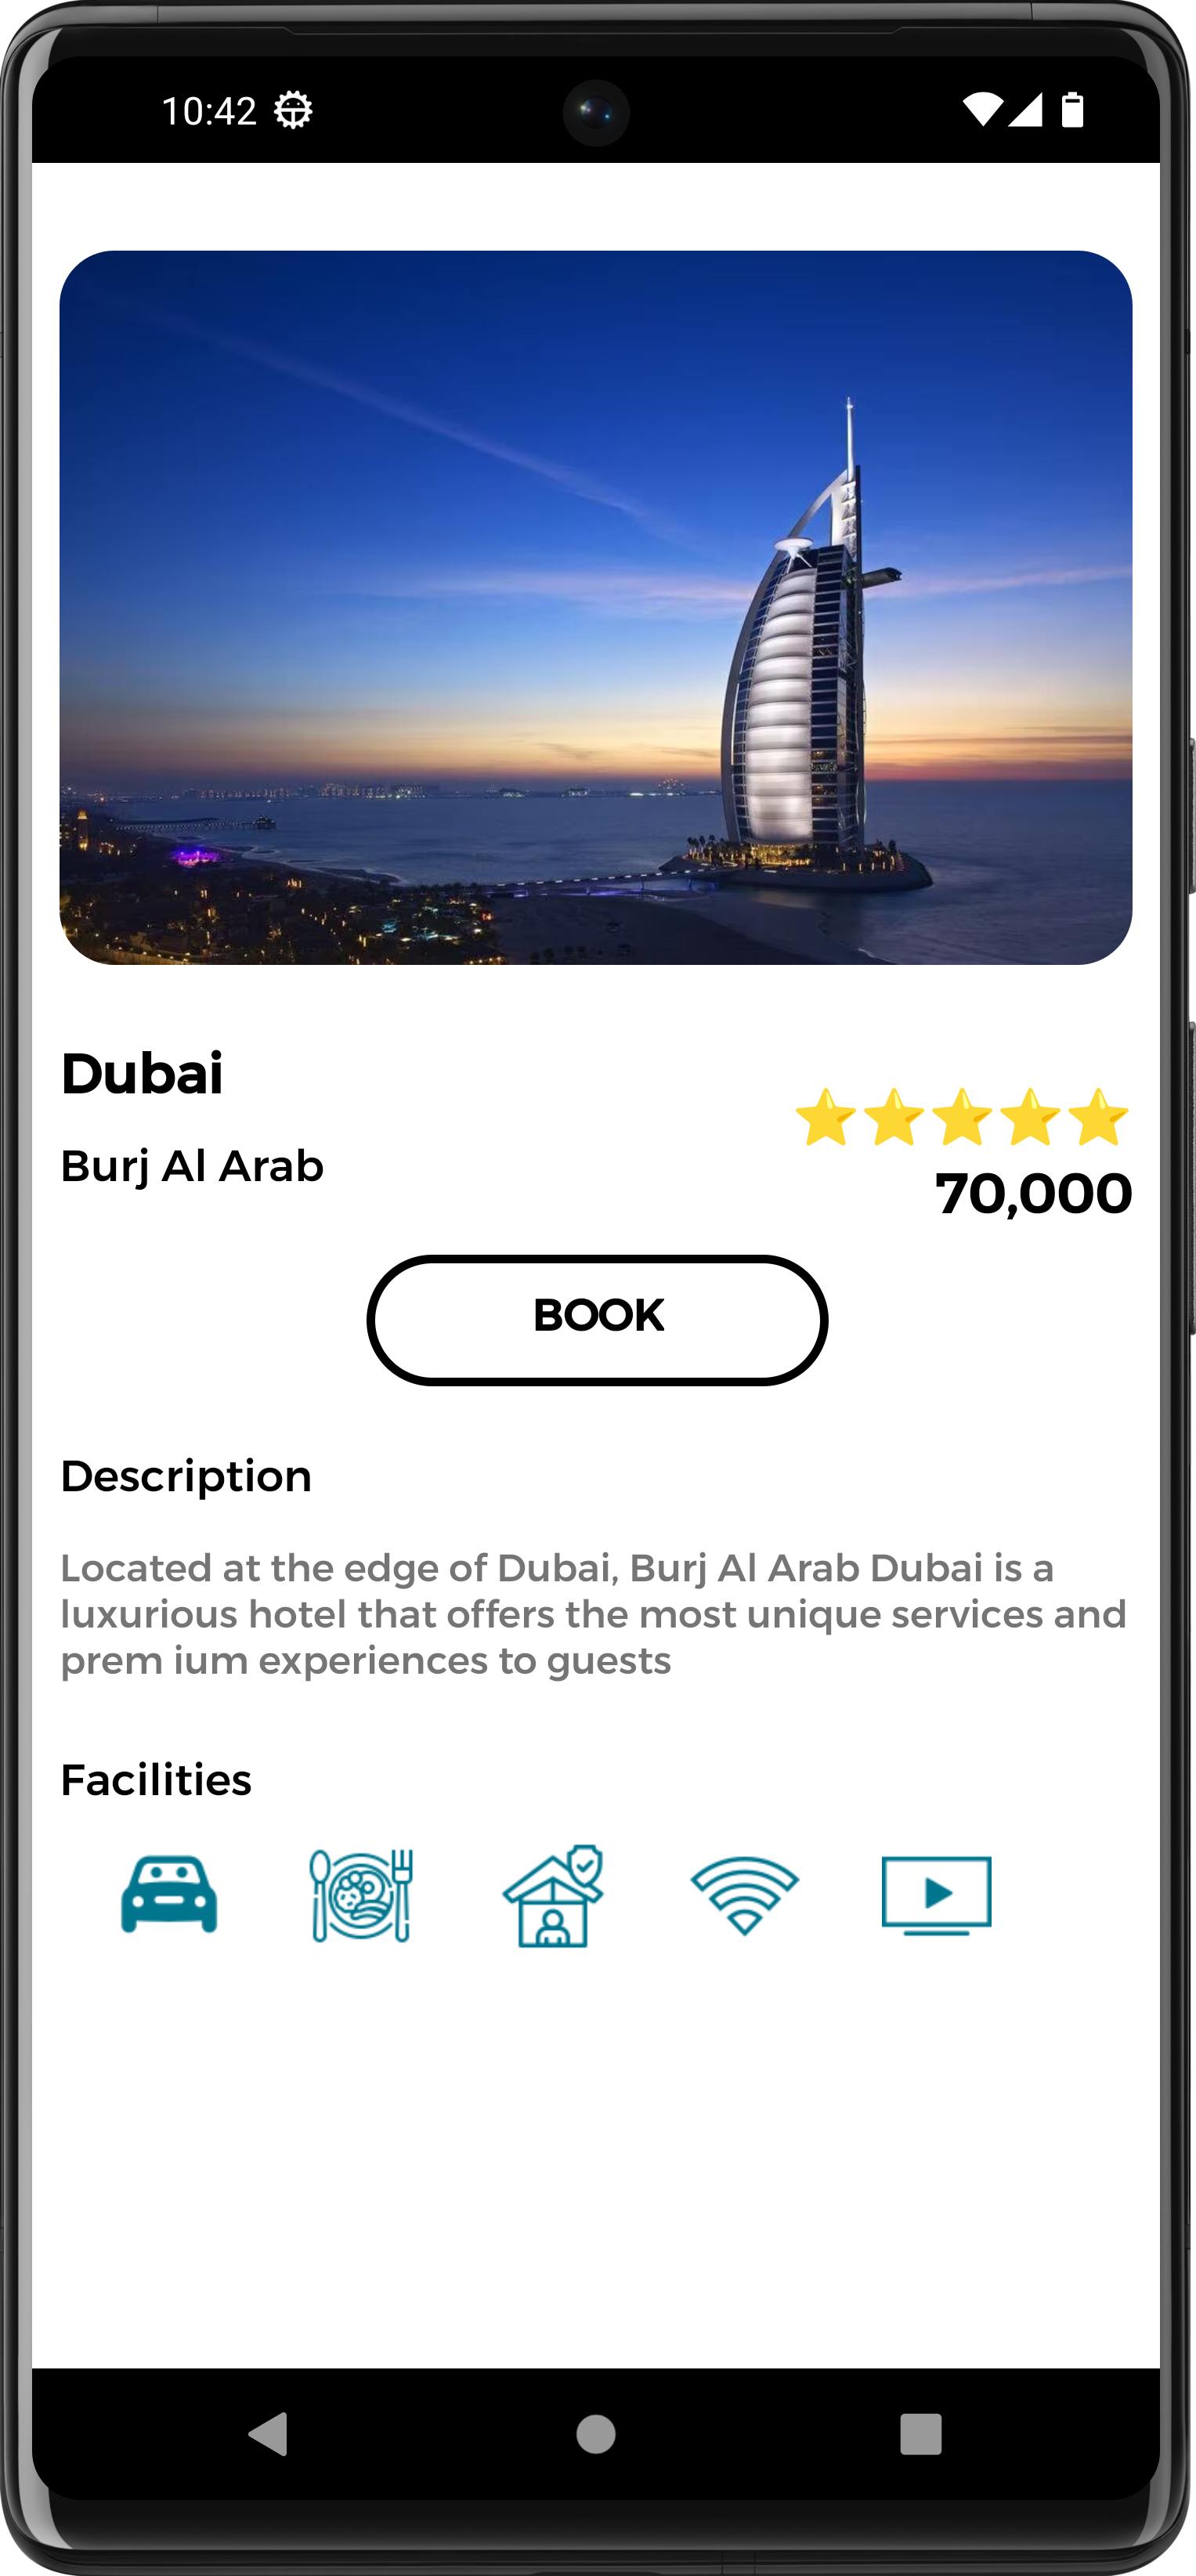 10:42
Dubai
Burj Al Arab
70,000
BOOK
Description
Located at the edge of Dubai, Burj Al Arab Dubai is a
luxurious hotel that offers the most unique services and
prem ium experiences to guests
Facilities